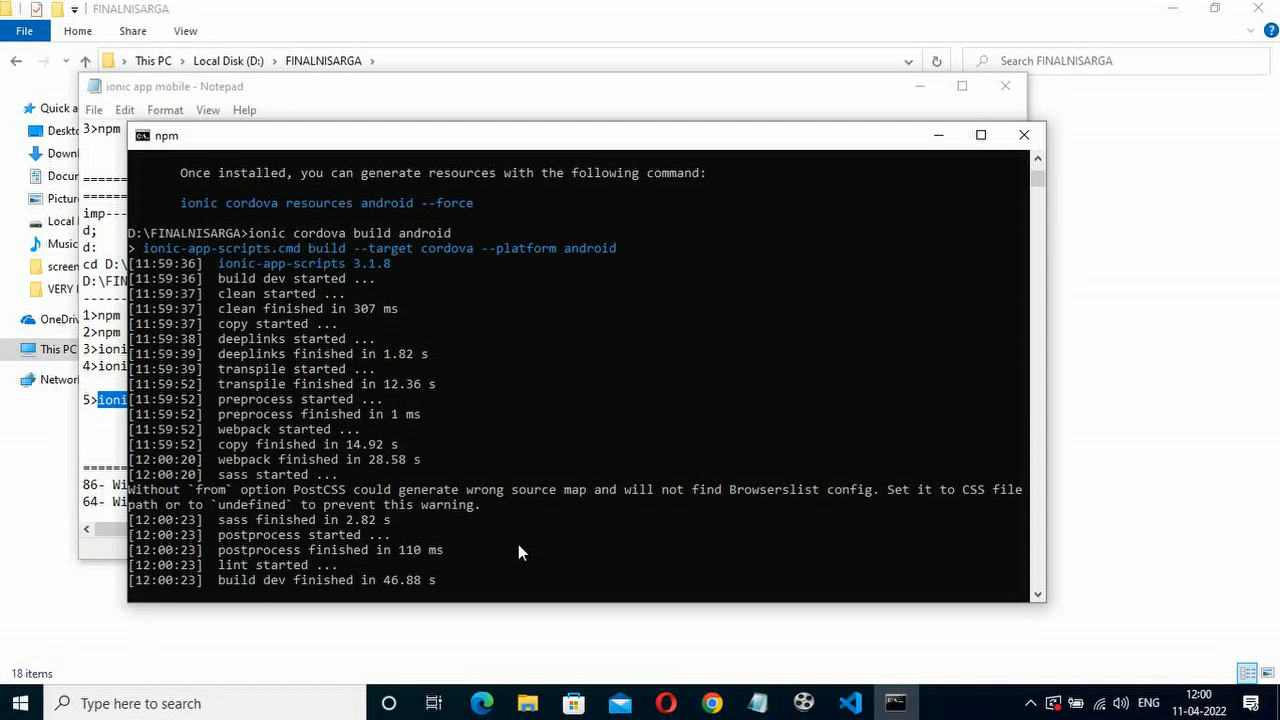 FINALNISARGA
File
Home
Share
View
This PC
Local Disk (D:)
FINALNISARGA
Search FINALNISARGA
ionic app mobile - Notepad
Quick a
File Edit Format View Help
Deskto
3>npm
npm
Down
Docum
Picture
Local
Music
screen
VERY
OneDriv
This PC
Network
imp---
d;
d:
cd D:\
D:\FIN
1>npm
2>npm
3>ioni
4>ioni
5>ioni
86- Wi
64- Wi
Once installed, you can generate resources with the following command:
ionic cordova resources android --force
D:\FINALNISARGA>ionic cordova build android
> ionic-app-scripts.cmd build --target cordova --platform android
[11:59:36] ionic-app-scripts 3.1.8
[11:59:36] build dev started ...
[11:59:37] clean started ...
[11:59:37] clean finished in 307 ms
[11:59:37] copy started ...
[11:59:38] deeplinks started ...
[11:59:39] deeplinks finished in 1.82 s
[11:59:39] transpile started ...
[11:59:52] transpile finished in 12.36 s
[11:59:52] preprocess started ...
[11:59:52] preprocess finished in 1 ms
[11:59:52] webpack started ...
[11:59:52] copy finished in 14.92 s
[12:00:20] webpack finished in 28.58 s
[12:00:20] sass started ...
Without `from` option PostCSS could generate wrong source map and will not find Browserslist config. Set it to CSS file
path or to `undefined` to prevent this warning.
[12:00:23] sass finished in 2.82 s
[12:00:23] postprocess started ...
[12:00:23] postprocess finished in 110 ms
[12:00:23] lint started ...
[12:00:23] build dev finished in 46.88 s
18 items
Type here to search
ENG
12:00
11-04-2022